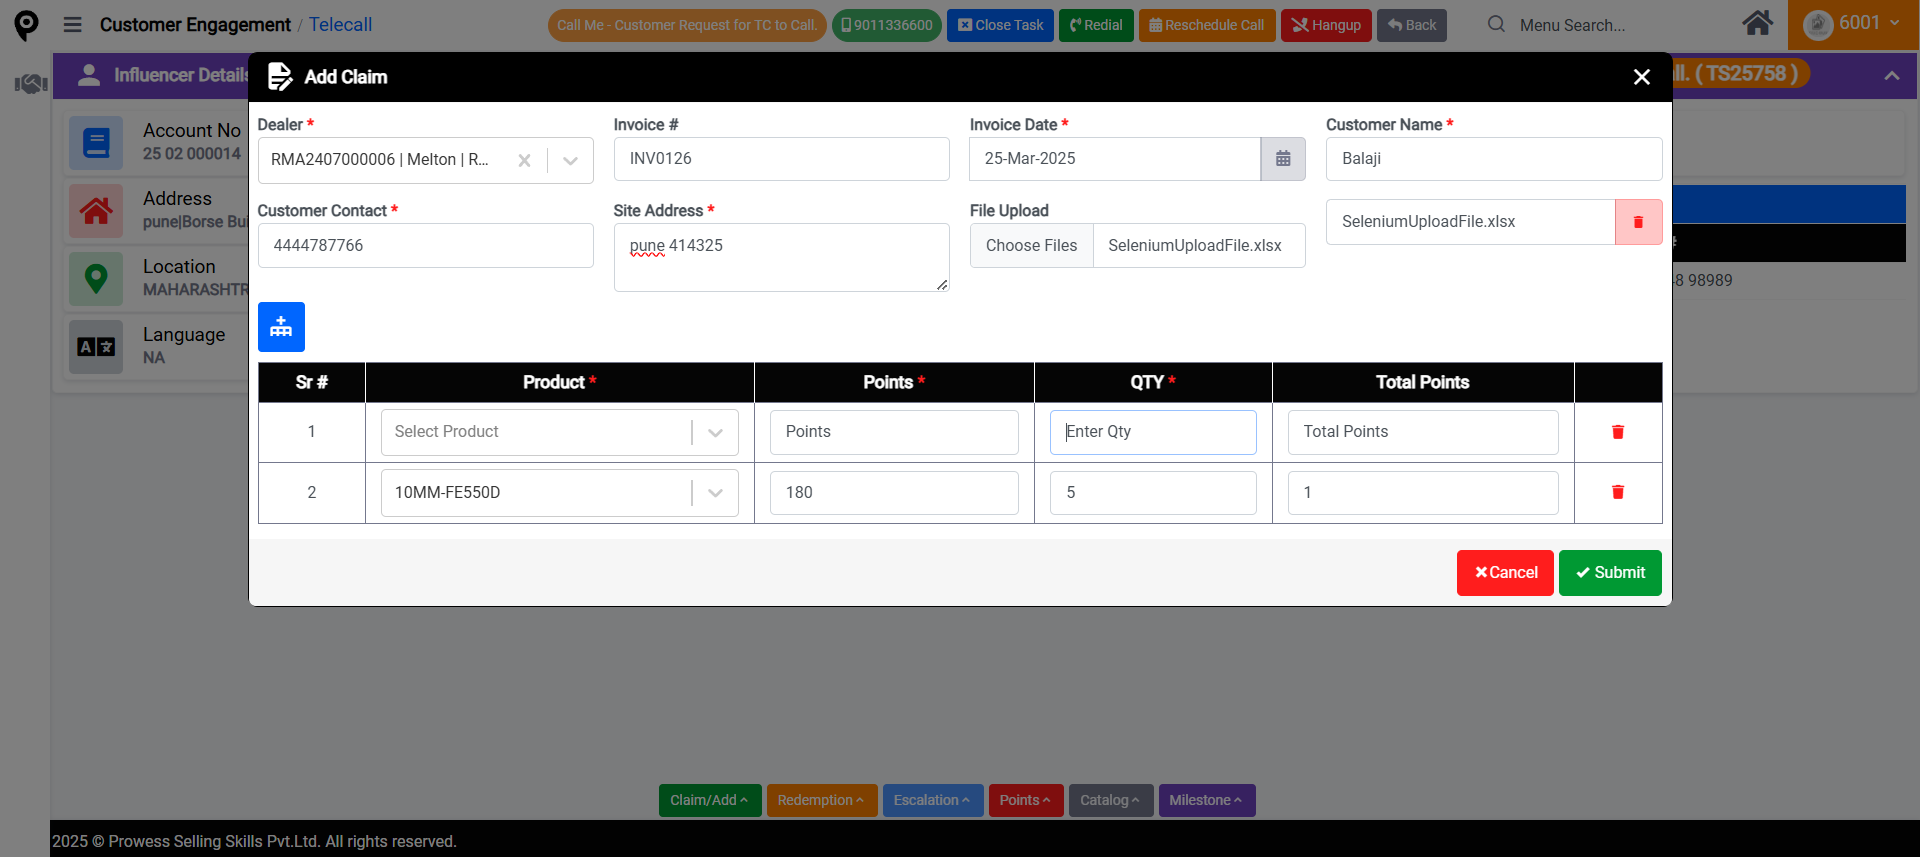 Customer Engagement / Telecall
Call Me - Customer Request for TC to Call.
9011336600
Close Task
Redial
Reschedule Call
Hangup
Back
Menu Search...
6001
Influencer Details
ll. ( TS25758 )
Account No
25 02 000014
Address
pune|Borse Bui
Location
MAHARASHTR
Language
NA
8 98989
Add Claim
Dealer *
Invoice #
Invoice Date *
Customer Name *
RMA2407000006 | Melton | R...
INV0126
25-Mar-2025
Balaji
Customer Contact *
Site Address *
File Upload
SeleniumUploadFile.xlsx
4444787766
pune 414325
Choose Files
SeleniumUploadFile.xlsx
Sr #
Product *
Points *
QTY *
Total Points
1
Select Product
Points
Enter Qty
Total Points
2
10MM-FE550D
180
5
1
Cancel
Submit
Claim/Add
Redemption
Escalation
Points
Catalog
Milestone
2025 © Prowess Selling Skills Pvt.Ltd. All rights reserved.